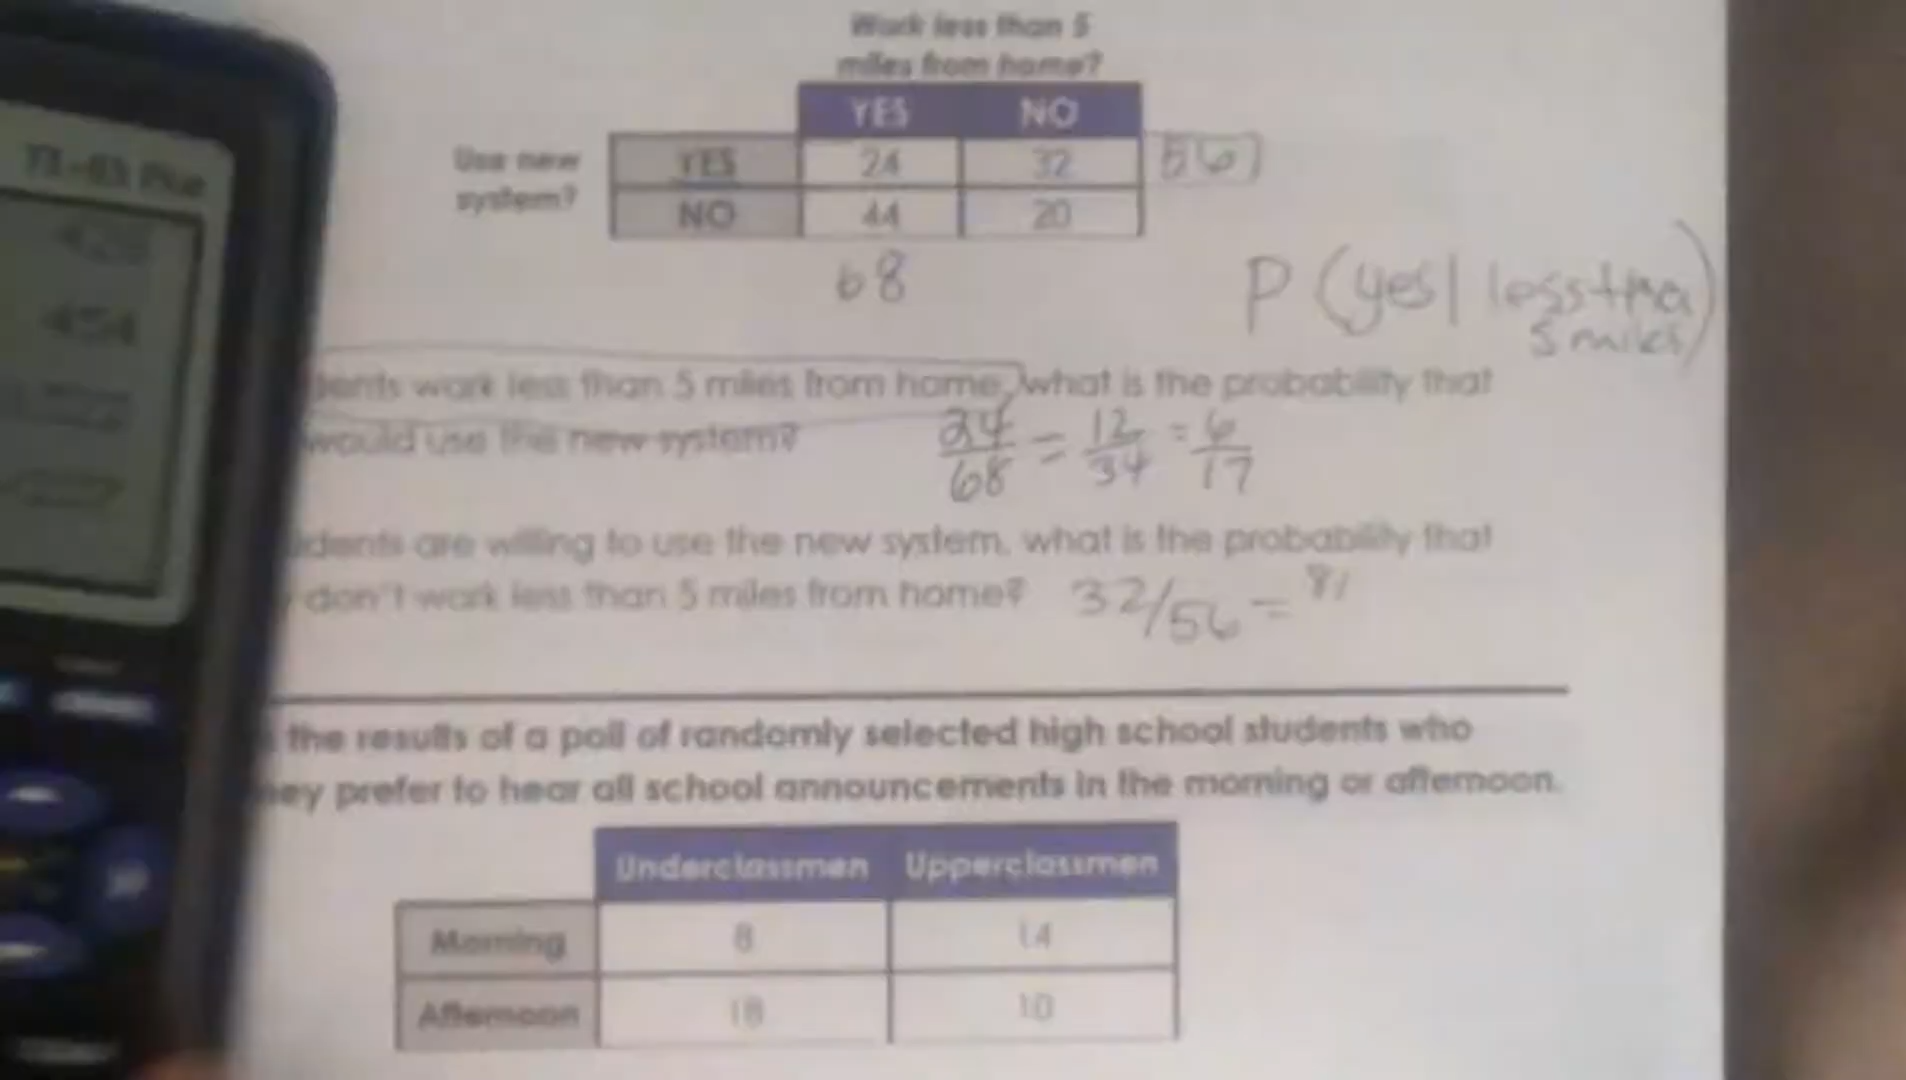 Work less than 5
miles from home?
YES NO
Use new system? YES 24 32 56
NO 44 20
68
P (yes | less than
5 miles)
dents work less than 5 miles from home, what is the probability that
would use the new system? 24/68 = 12/34 = 6/17
dents are willing to use the new system, what is the probability that
don't work less than 5 miles from home? 32/56 = 8/
the results of a poll of randomly selected high school students who
ey prefer to hear all school announcements in the morning or afternoon.
Underclassmen Upperclassmen
Morning 8 14
Afternoon 18 10